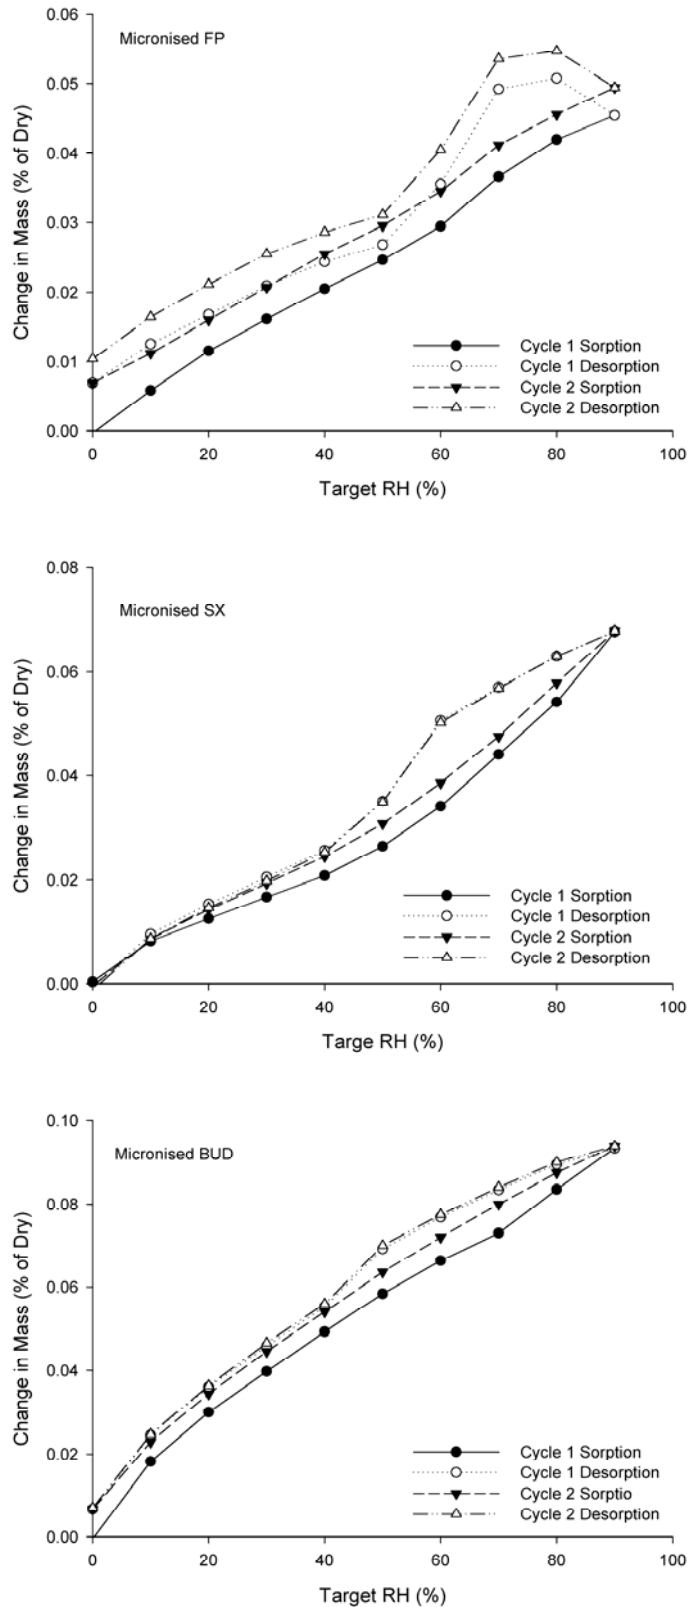 Micronised FP
Change in Mass (% of Dry)
0.06
0.05
0.04
0.03
0.02
0.01
0.00
Cycle 1 Sorption
Cycle 1 Desorption
Cycle 2 Sorption
Cycle 2 Desorption
0 20 40 60 80 100
Target RH (%)
Micronised SX
Change in Mass (% of Dry)
0.08
0.06
0.04
0.02
0.00
Cycle 1 Sorption
Cycle 1 Desorption
Cycle 2 Sorption
Cycle 2 Desorption
0 20 40 60 80 100
Targe RH (%)
Micronised BUD
Change in Mass (% of Dry)
0.10
0.08
0.06
0.04
0.02
0.00
Cycle 1 Sorption
Cycle 1 Desorption
Cycle 2 Sorptio
Cycle 2 Desorption
0 20 40 60 80 100
Target RH (%)